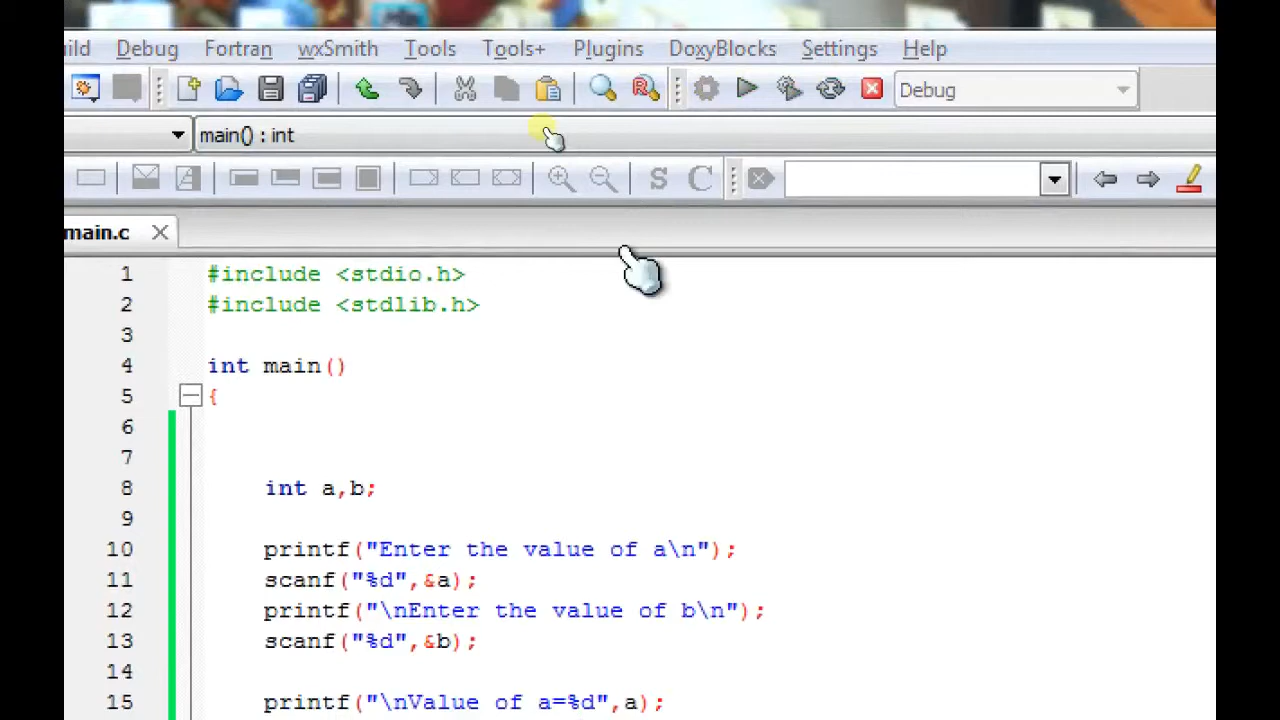 ild Debug Fortran wxSmith Tools Tools+ Plugins DoxyBlocks Settings Help
Debug
main() : int
S C
main.c
1 #include <stdio.h>
2 #include <stdlib.h>
3
4 int main()
5 {
6
7
8 int a,b;
9
10 printf("Enter the value of a\n");
11 scanf("%d",&a);
12 printf("\nEnter the value of b\n");
13 scanf("%d",&b);
14
15 printf("\nValue of a=%d",a);